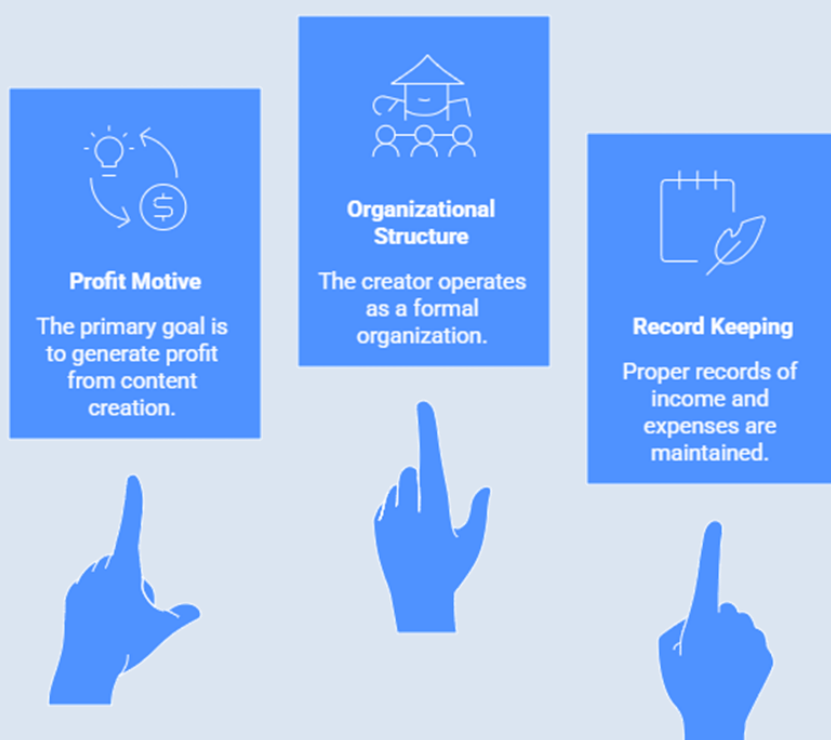 Profit Motive
The primary goal is
to generate profit
from content
creation.
Organizational
Structure
The creator operates
as a formal
organization.
Record Keeping
Proper records of
income and
expenses are
maintained.